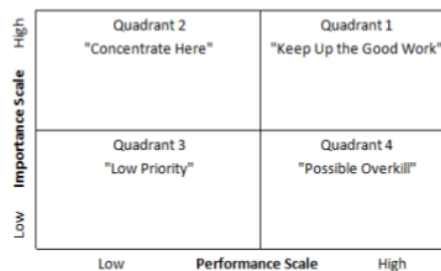 High
Importance Scale
Low
Quadrant 2
"Concentrate Here"
Quadrant 1
"Keep Up the Good Work"
Quadrant 3
"Low Priority"
Quadrant 4
"Possible Overkill"
Low
Performance Scale
High